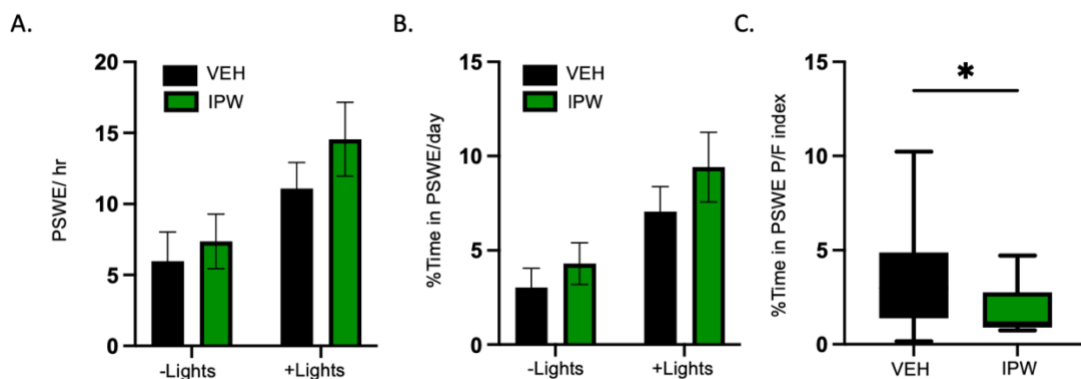 A.
PSWE/ hr
20
15
10
5
0
VEH
IPW
-Lights
+Lights
B.
%Time in PSWE/day
15
10
5
0
VEH
IPW
-Lights
+Lights
C.
%Time in PSWE P/F index
15
10
5
0
*
VEH
IPW